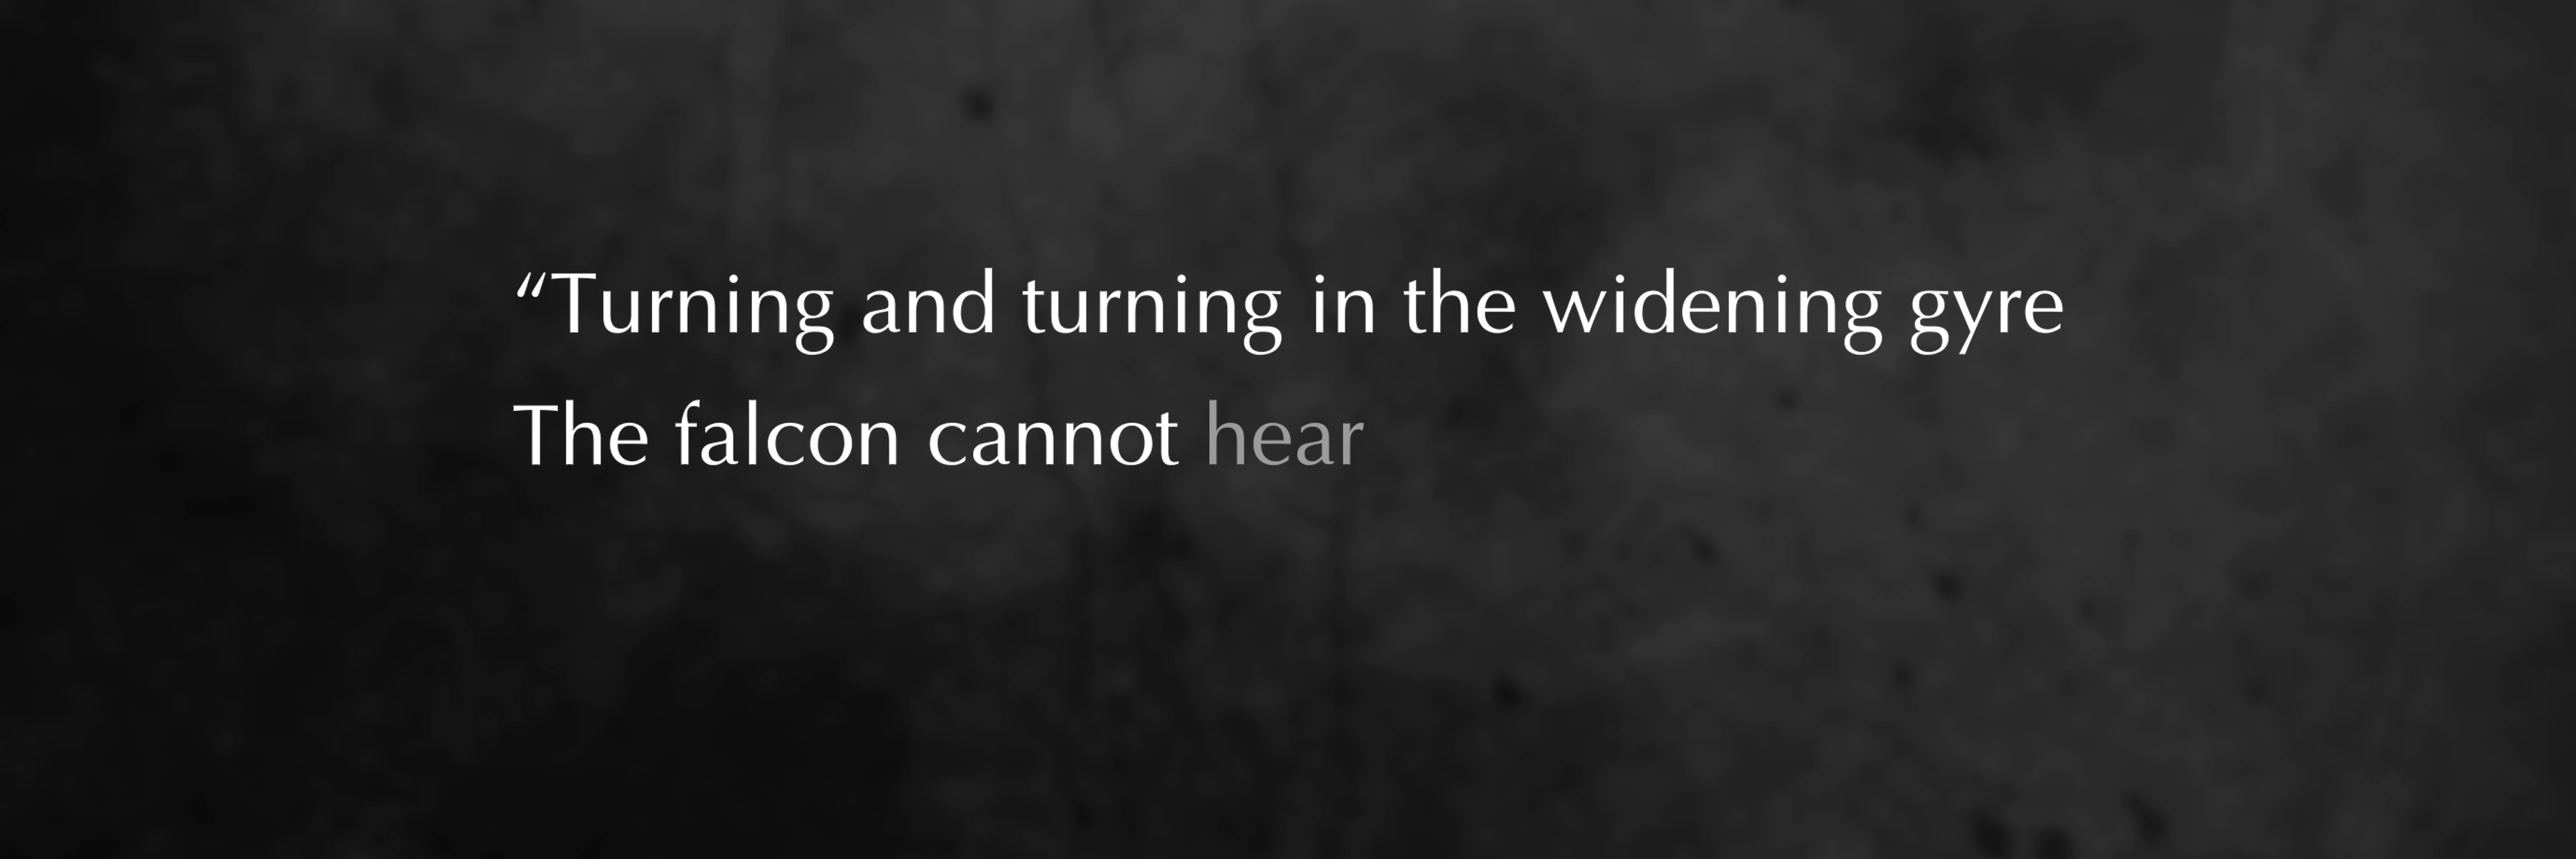 “Turning and turning in the widening gyre
The falcon cannot hear